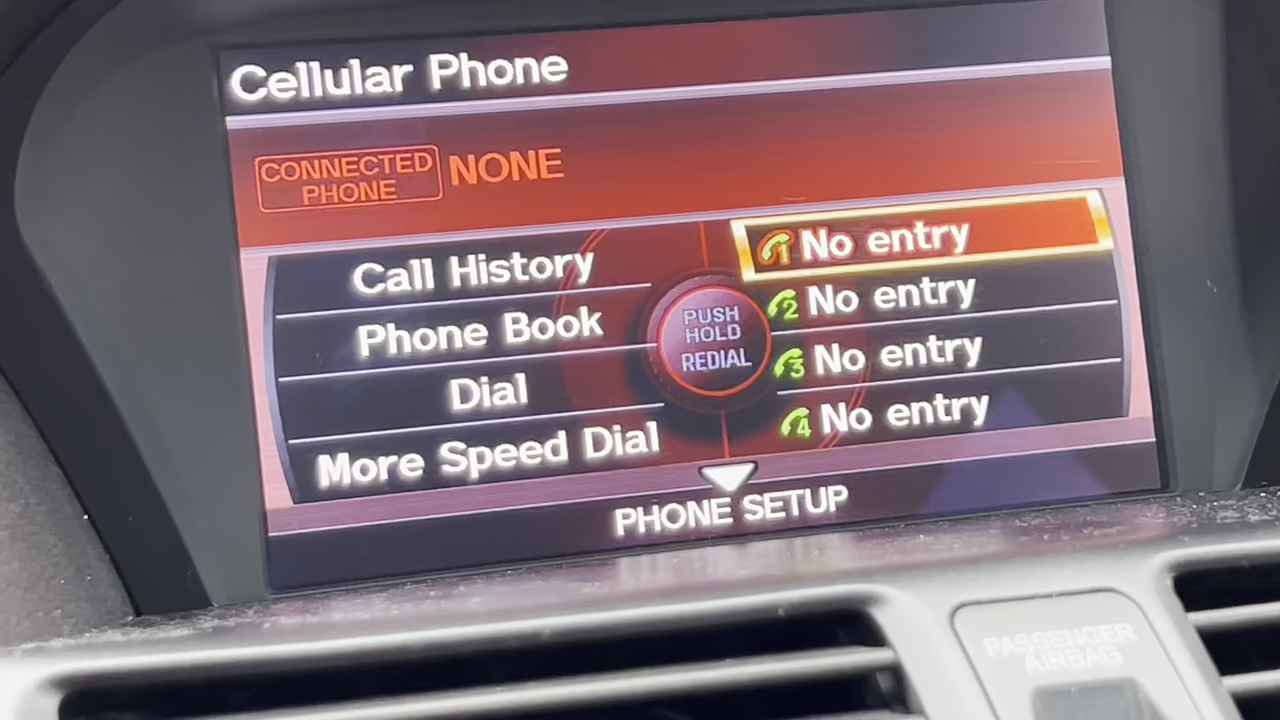 Cellular Phone
CONNECTED
PHONE
NONE
Call History
Phone Book
Dial
More Speed Dial
PUSH
HOLD
REDIAL
1 No entry
2 No entry
3 No entry
4 No entry
PHONE SETUP
PASSENGER
AIRBAG